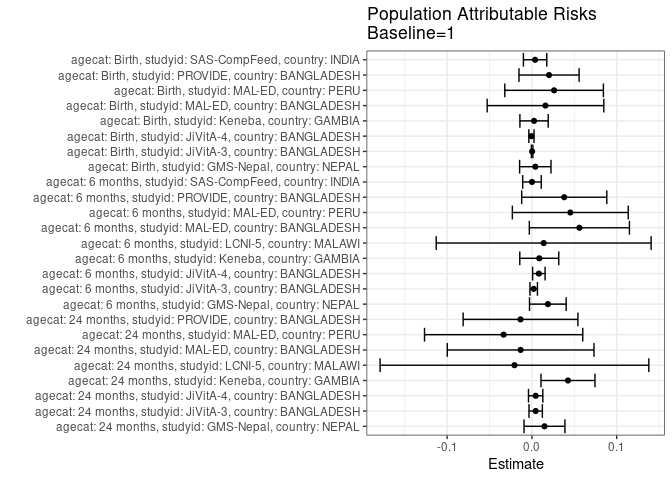 Population Attributable Risks
Baseline=1
agecat: Birth, studyid: SAS-CompFeed, country: INDIA
agecat: Birth, studyid: PROVIDE, country: BANGLADESH
agecat: Birth, studyid: MAL-ED, country: PERU
agecat: Birth, studyid: MAL-ED, country: BANGLADESH
agecat: Birth, studyid: Keneba, country: GAMBIA
agecat: Birth, studyid: JiVitA-4, country: BANGLADESH
agecat: Birth, studyid: JiVitA-3, country: BANGLADESH
agecat: Birth, studyid: GMS-Nepal, country: NEPAL
agecat: 6 months, studyid: SAS-CompFeed, country: INDIA
agecat: 6 months, studyid: PROVIDE, country: BANGLADESH
agecat: 6 months, studyid: MAL-ED, country: PERU
agecat: 6 months, studyid: MAL-ED, country: BANGLADESH
agecat: 6 months, studyid: LCNI-5, country: MALAWI
agecat: 6 months, studyid: Keneba, country: GAMBIA
agecat: 6 months, studyid: JiVitA-4, country: BANGLADESH
agecat: 6 months, studyid: JiVitA-3, country: BANGLADESH
agecat: 6 months, studyid: GMS-Nepal, country: NEPAL
agecat: 24 months, studyid: PROVIDE, country: BANGLADESH
agecat: 24 months, studyid: MAL-ED, country: PERU
agecat: 24 months, studyid: MAL-ED, country: BANGLADESH
agecat: 24 months, studyid: LCNI-5, country: MALAWI
agecat: 24 months, studyid: Keneba, country: GAMBIA
agecat: 24 months, studyid: JiVitA-4, country: BANGLADESH
agecat: 24 months, studyid: JiVitA-3, country: BANGLADESH
agecat: 24 months, studyid: GMS-Nepal, country: NEPAL
-0.1 0.0 0.1
Estimate